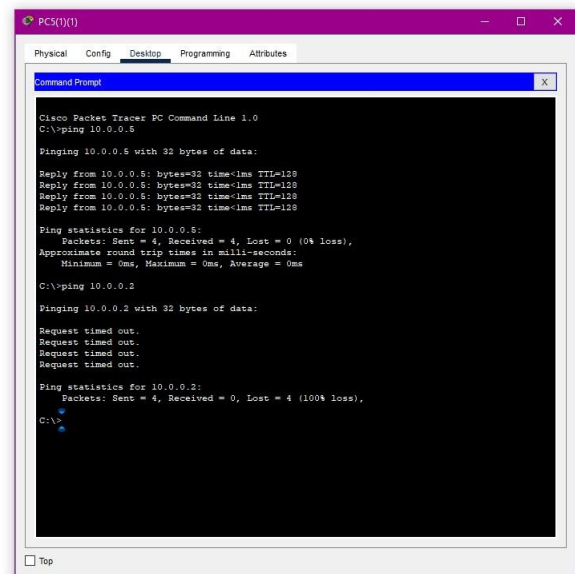 PC5(1)(1)
Physical Config Desktop Programming Attributes
Command Prompt X
Cisco Packet Tracer PC Command Line 1.0
C:\>ping 10.0.0.5
Pinging 10.0.0.5 with 32 bytes of data:
Reply from 10.0.0.5: bytes=32 time<1ms TTL=128
Reply from 10.0.0.5: bytes=32 time<1ms TTL=128
Reply from 10.0.0.5: bytes=32 time<1ms TTL=128
Reply from 10.0.0.5: bytes=32 time<1ms TTL=128
Ping statistics for 10.0.0.5:
Packets: Sent = 4, Received = 4, Lost = 0 (0% loss),
Approximate round trip times in milli-seconds:
Minimum = 0ms, Maximum = 0ms, Average = 0ms
C:\>ping 10.0.0.2
Pinging 10.0.0.2 with 32 bytes of data:
Request timed out.
Request timed out.
Request timed out.
Request timed out.
Ping statistics for 10.0.0.2:
Packets: Sent = 4, Received = 0, Lost = 4 (100% loss),
C:\>
Top